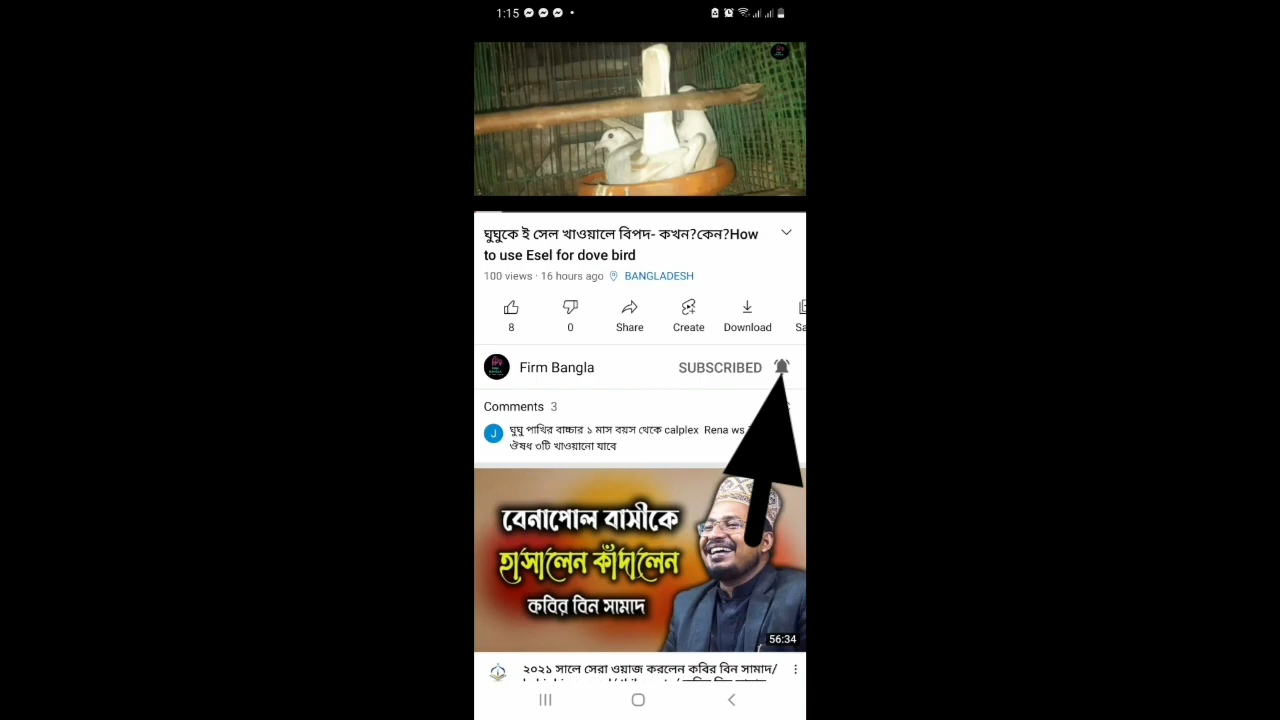 1:15
ঘুঘুকে ই সেল খাওয়ালে বিপদ- কখন?কেন?How
to use Esel for dove bird
100 views · 16 hours ago BANGLADESH
8
0
Share
Create
Download
Firm Bangla
SUBSCRIBED
Comments 3
J
ঘুঘু পাখির বাচ্চার ১ মাস বয়স থেকে calplex Rena ws
ঔষধ ৩টি খাওয়ানো যাবে
বেনাপোল বাসীকে
হাসালেন কাঁদালেন
কবির বিন সামাদ
56:34
২০২১ সালে সেরা ওয়াজ করলেন কবির বিন সামাদ/